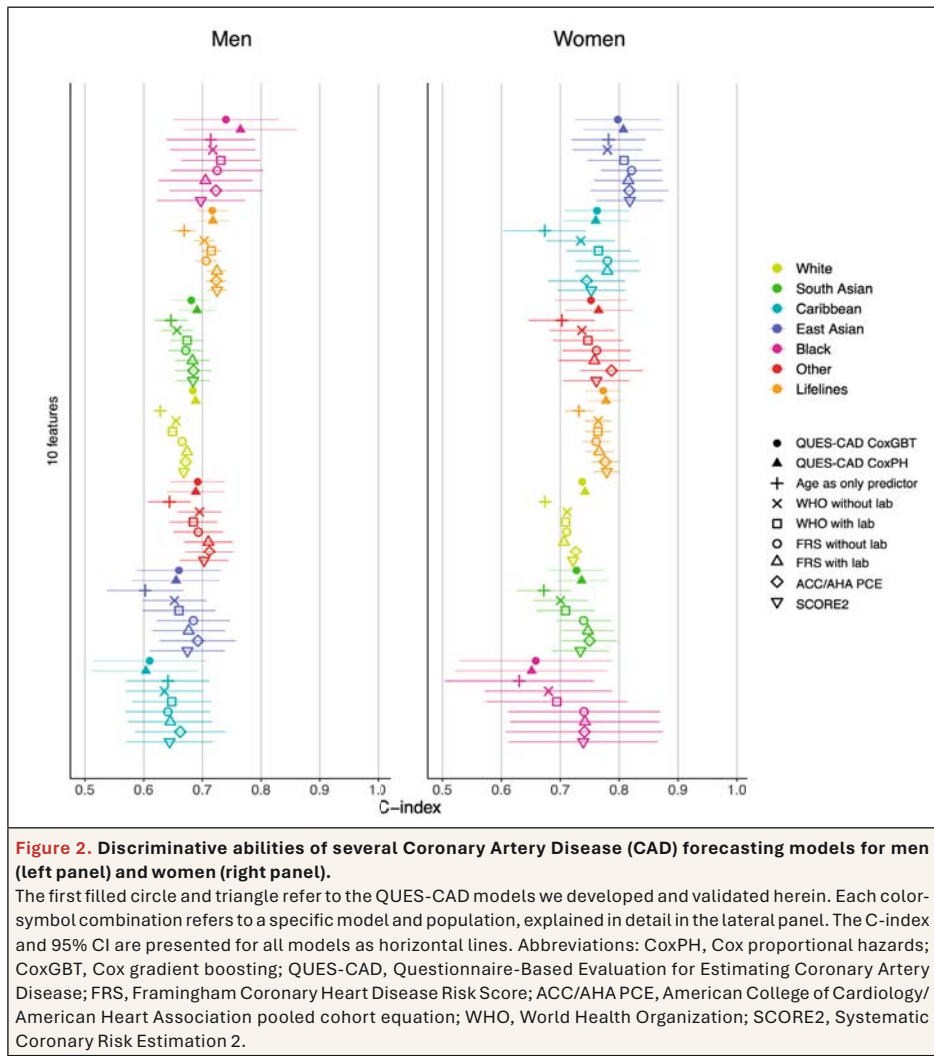 Men
Women
10 features
White
South Asian
Caribbean
East Asian
Black
Other
Lifelines
QUES-CAD CoxGBT
QUES-CAD CoxPH
Age as only predictor
WHO without lab
WHO with lab
FRS without lab
FRS with lab
ACC/AHA PCE
SCORE2
0.5 0.6 0.7 0.8 0.9 1.0
0.5 0.6 0.7 0.8 0.9 1.0
C-index
Figure 2. Discriminative abilities of several Coronary Artery Disease (CAD) forecasting models for men
(left panel) and women (right panel).
The first filled circle and triangle refer to the QUES-CAD models we developed and validated herein. Each color-
symbol combination refers to a specific model and population, explained in detail in the lateral panel. The C-index
and 95% CI are presented for all models as horizontal lines. Abbreviations: CoxPH, Cox proportional hazards;
CoxGBT, Cox gradient boosting; QUES-CAD, Questionnaire-Based Evaluation for Estimating Coronary Artery
Disease; FRS, Framingham Coronary Heart Disease Risk Score; ACC/AHA PCE, American College of Cardiology/
American Heart Association pooled cohort equation; WHO, World Health Organization; SCORE2, Systematic
Coronary Risk Estimation 2.